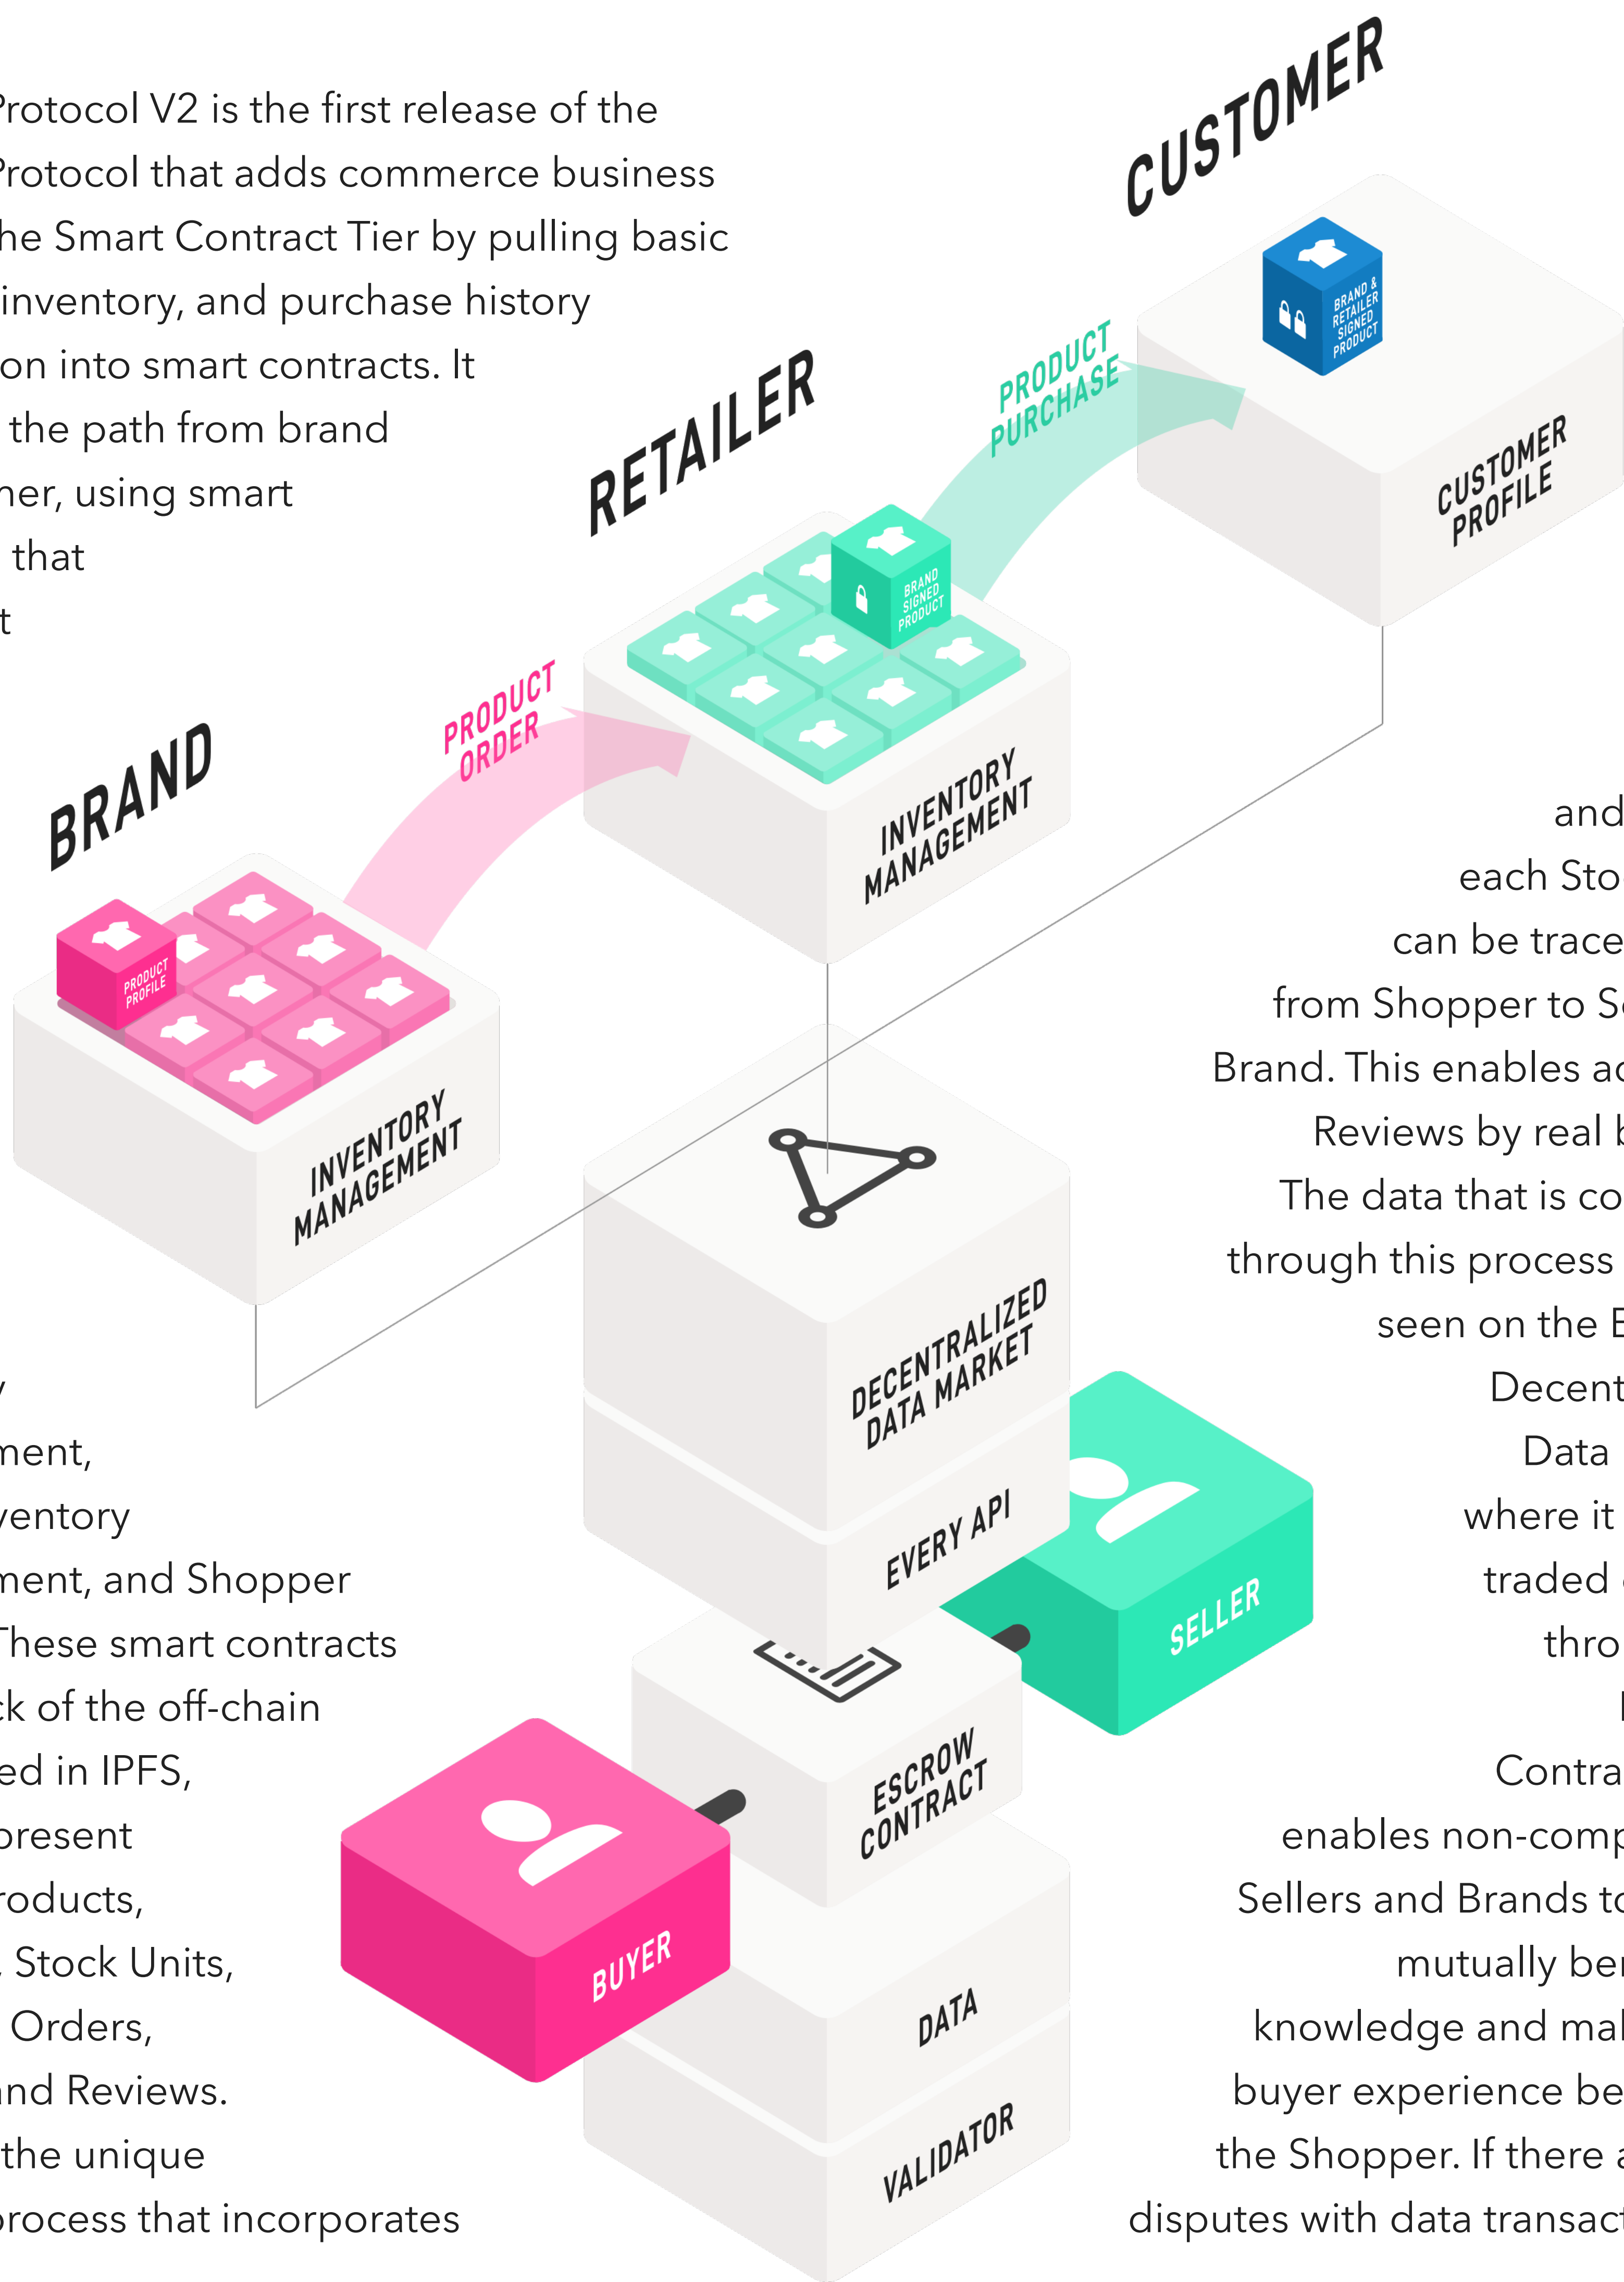 Protocol V2 is the first release of the
Protocol that adds commerce business
he Smart Contract Tier by pulling basic
inventory, and purchase history
on into smart contracts. It
the path from brand
ner, using smart
that
t
CUSTOMER
BRAND &
RETAILER
SIGNED
PRODUCT
CUSTOMER
PROFILE
PRODUCT
PURCHASE
RETAILER
BRAND
SIGNED
PRODUCT
INVENTORY
MANAGEMENT
PRODUCT
ORDER
BRAND
PRODUCT
PROFILE
INVENTORY
MANAGEMENT
DECENTRALIZED
DATA MARKET
EVERY API
SELLER
ESCROW
CONTRACT
BUYER
DATA
VALIDATOR
y
ment,
ventory
ment, and Shopper
These smart contracts
ck of the off-chain
ed in IPFS,
present
roducts,
, Stock Units,
Orders,
and Reviews.
the unique
process that incorporates
and
each Sto
can be trace
from Shopper to Se
Brand. This enables ac
Reviews by real b
The data that is co
through this process
seen on the E
Decent
Data
where it
traded
thro
Contra
enables non-comp
Sellers and Brands to
mutually ber
knowledge and mak
buyer experience be
the Shopper. If there a
disputes with data transact